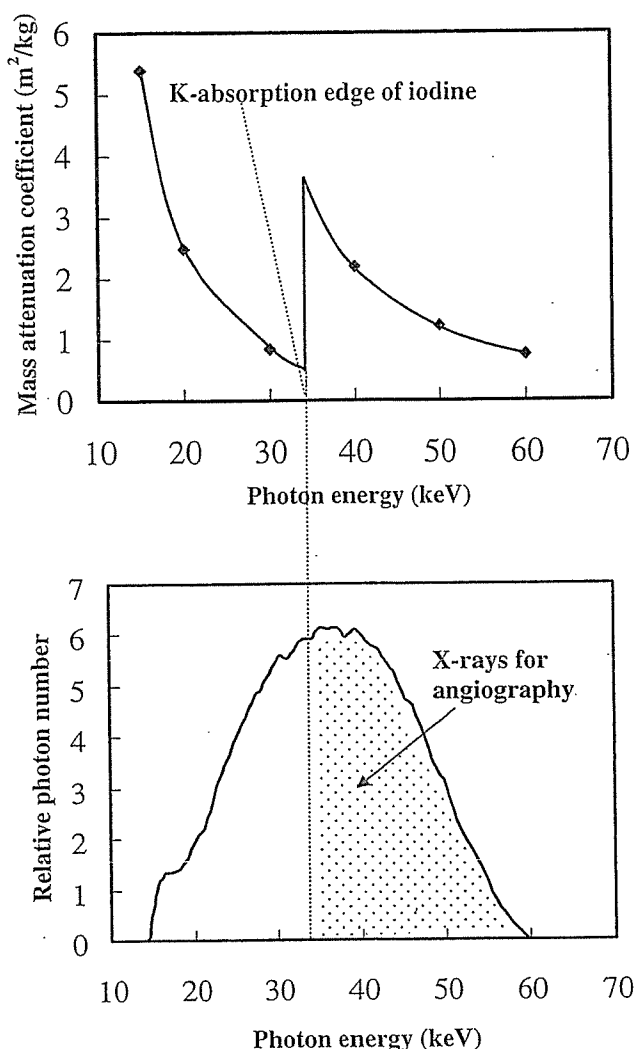 Mass attenuation coefficient (m²/kg)
6
5
4
3
2
1
0
K-absorption edge of iodine
10 20 30 40 50 60 70
Photon energy (keV)
Relative photon number
7
6
5
4
3
2
1
0
X-rays for
angiography
10 20 30 40 50 60 70
Photon energy (keV)